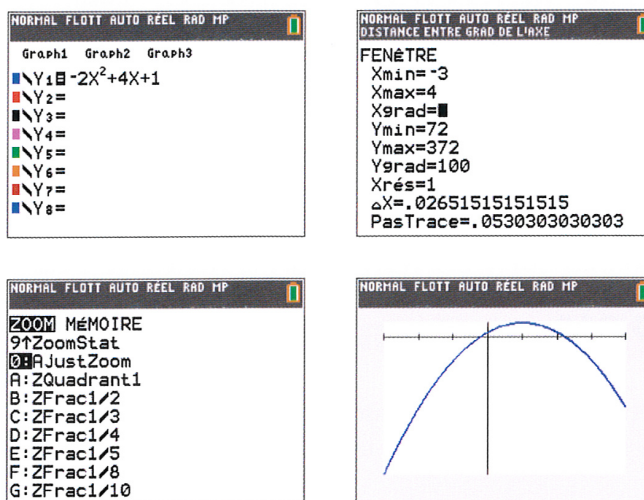 NORMAL FLOTT AUTO RÉEL RAD MP
Graph1 Graph2 Graph3
\Y1=-2X²+4X+1
\Y2=
\Y3=
\Y4=
\Y5=
\Y6=
\Y7=
\Y8=
NORMAL FLOTT AUTO RÉEL RAD MP
DISTANCE ENTRE GRAD DE L'AXE
FENÊTRE
Xmin=-3
Xmax=4
Xgrad=
Ymin=72
Ymax=372
Ygrad=100
Xrés=1
△X=.02651515151515
PasTrace=.0530303030303
NORMAL FLOTT AUTO RÉEL RAD MP
ZOOM MÉMOIRE
9↑ZoomStat
0:AJustZoom
A:ZQuadrant1
B:ZFrac1/2
C:ZFrac1/3
D:ZFrac1/4
E:ZFrac1/5
F:ZFrac1/8
G:ZFrac1/10
NORMAL FLOTT AUTO RÉEL RAD MP